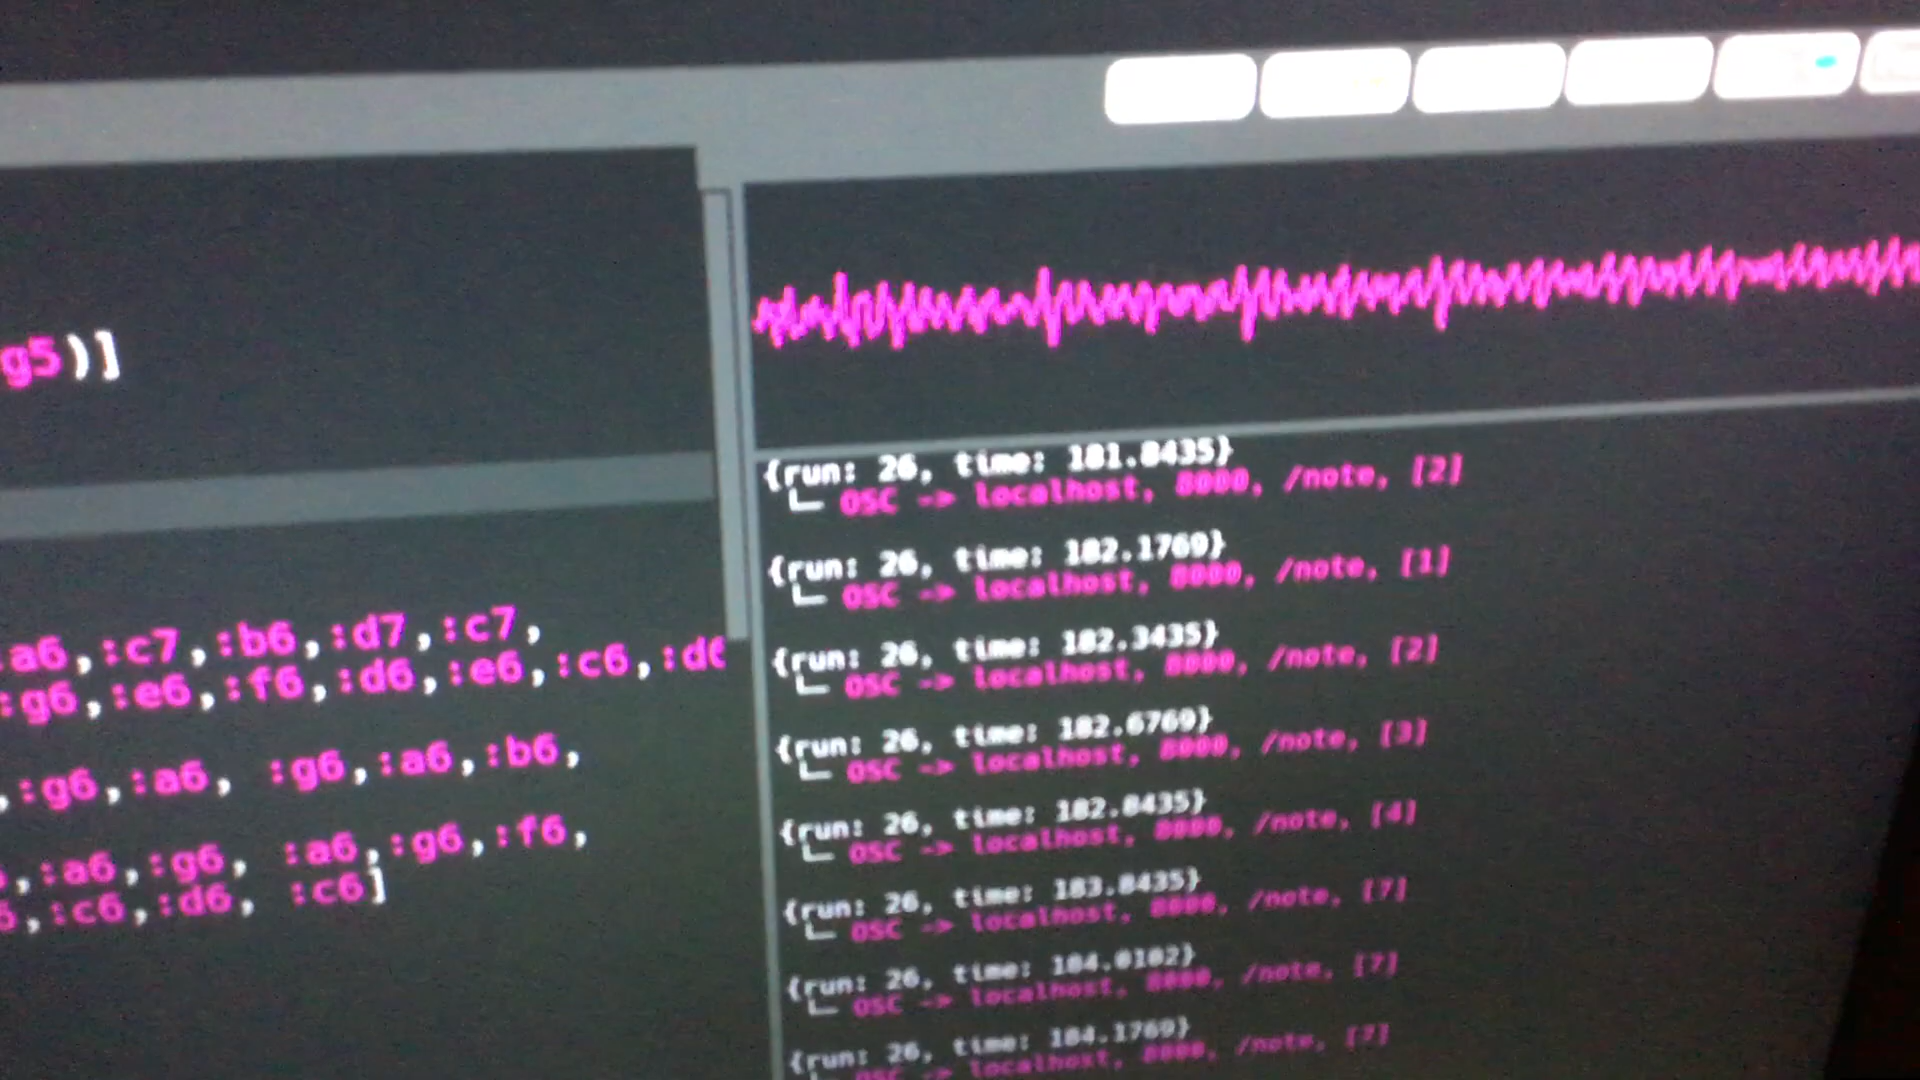 g5)]
a6,:c7,:b6,:d7,:c7,
:g6,:e6,:f6,:d6,:e6,:c6,:d6
,:g6,:a6, :g6,:a6,:b6,
,:a6,:g6, :a6,:g6,:f6,
,:c6,:d6, :c6]
{run: 26, time: 181.8435}
└─ OSC -> localhost, 8000, /note, [2]
{run: 26, time: 182.1769}
└─ OSC -> localhost, 8000, /note, [1]
{run: 26, time: 182.3435}
└─ OSC -> localhost, 8000, /note, [2]
{run: 26, time: 182.6769}
└─ OSC -> localhost, 8000, /note, [3]
{run: 26, time: 182.8435}
└─ OSC -> localhost, 8000, /note, [4]
{run: 26, time: 183.8435}
└─ OSC -> localhost, 8000, /note, [7]
{run: 26, time: 184.0102}
└─ OSC -> localhost, 8000, /note, [7]
{run: 26, time: 184.1769}
OSC -> localhost, 8000, /note, [7]